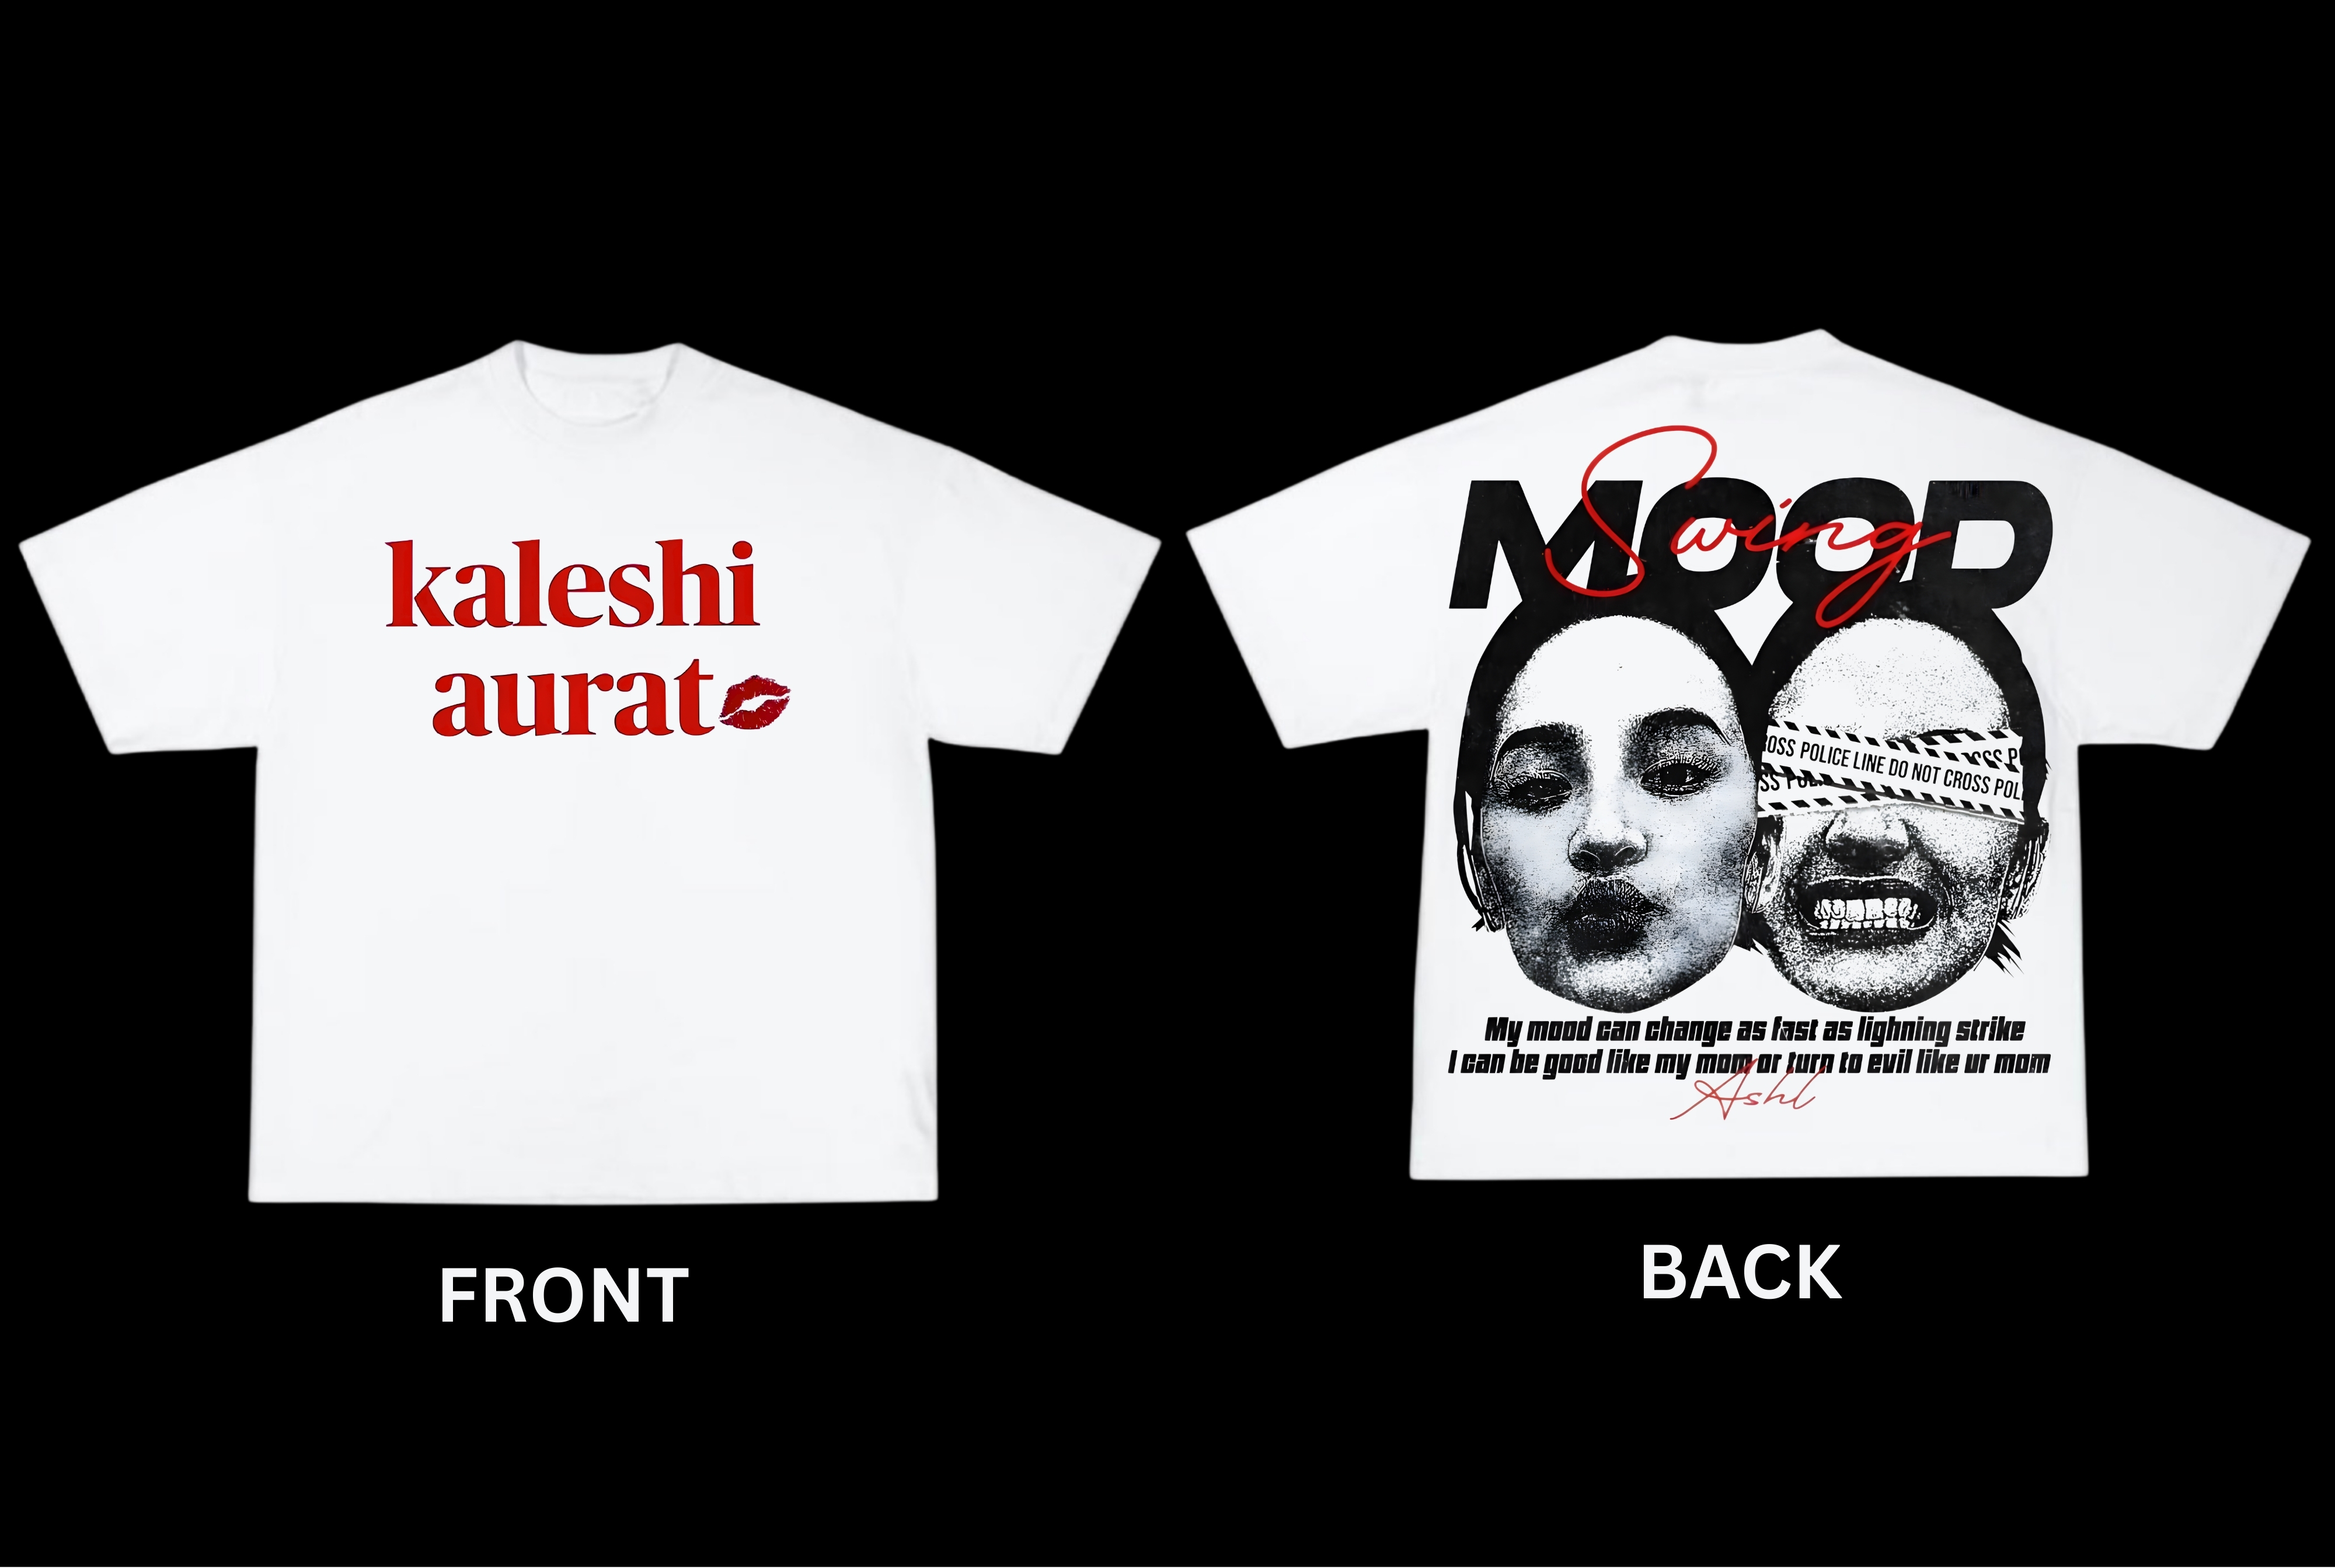 kaleshi
aurat
FRONT
Swing
MOOD
OSS POLICE LINE DO NOT CROSS POL
My mood can change as fast as lighning strike
I can be good like my mom or turn to evil like ur mom
Ashl
BACK